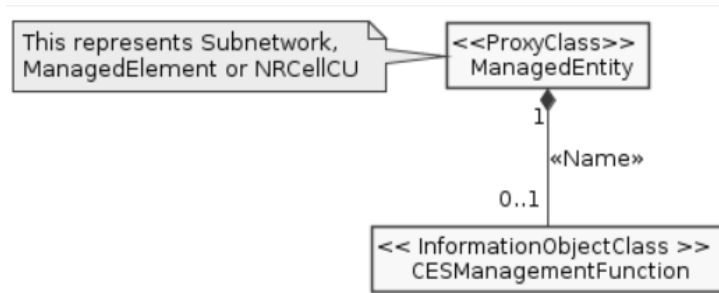 This represents Subnetwork,
ManagedElement or NRCellCU
<<ProxyClass>>
ManagedEntity
1
«Name»
0..1
<< InformationObjectClass >>
CESManagementFunction